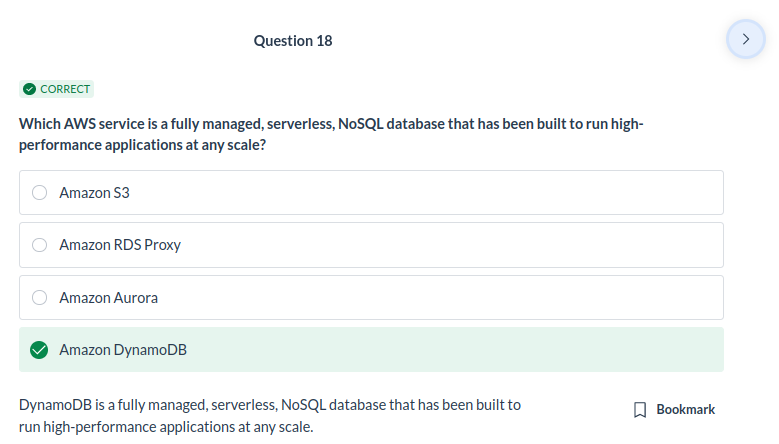 Question 18
CORRECT
Which AWS service is a fully managed, serverless, NoSQL database that has been built to run high-
performance applications at any scale?
Amazon S3
Amazon RDS Proxy
Amazon Aurora
Amazon DynamoDB
DynamoDB is a fully managed, serverless, NoSQL database that has been built to
run high-performance applications at any scale.
Bookmark